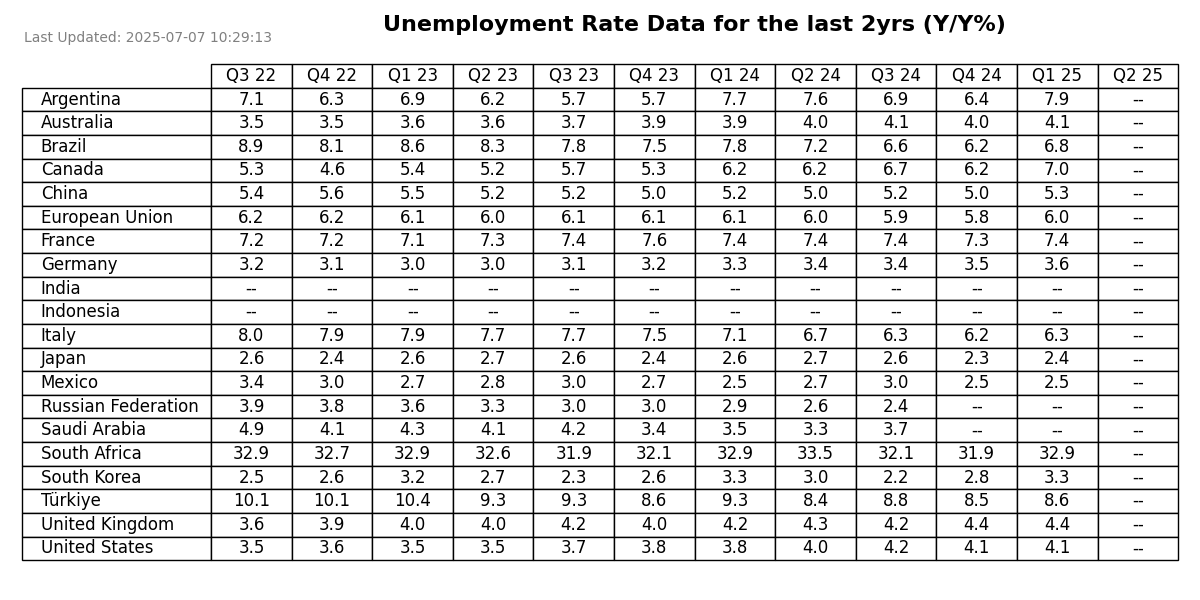 Unemployment Rate Data for the last 2yrs (Y/Y%)
Last Updated: 2025-07-07 10:29:13
Q3 22 Q4 22 Q1 23 Q2 23 Q3 23 Q4 23 Q1 24 Q2 24 Q3 24 Q4 24 Q1 25 Q2 25
Argentina 7.1 6.3 6.9 6.2 5.7 5.7 7.7 7.6 6.9 6.4 7.9 --
Australia 3.5 3.5 3.6 3.6 3.7 3.9 3.9 4.0 4.1 4.0 4.1 --
Brazil 8.9 8.1 8.6 8.3 7.8 7.5 7.8 7.2 6.6 6.2 6.8 --
Canada 5.3 4.6 5.4 5.2 5.7 5.3 6.2 6.2 6.7 6.2 7.0 --
China 5.4 5.6 5.5 5.2 5.2 5.0 5.2 5.0 5.2 5.0 5.3 --
European Union 6.2 6.2 6.1 6.0 6.1 6.1 6.1 6.0 5.9 5.8 6.0 --
France 7.2 7.2 7.1 7.3 7.4 7.6 7.4 7.4 7.4 7.3 7.4 --
Germany 3.2 3.1 3.0 3.0 3.1 3.2 3.3 3.4 3.4 3.5 3.6 --
India -- -- -- -- -- -- -- -- -- -- -- --
Indonesia -- -- -- -- -- -- -- -- -- -- -- --
Italy 8.0 7.9 7.9 7.7 7.7 7.5 7.1 6.7 6.3 6.2 6.3 --
Japan 2.6 2.4 2.6 2.7 2.6 2.4 2.6 2.7 2.6 2.3 2.4 --
Mexico 3.4 3.0 2.7 2.8 3.0 2.7 2.5 2.7 3.0 2.5 2.5 --
Russian Federation 3.9 3.8 3.6 3.3 3.0 3.0 2.9 2.6 2.4 -- -- --
Saudi Arabia 4.9 4.1 4.3 4.1 4.2 3.4 3.5 3.3 3.7 -- -- --
South Africa 32.9 32.7 32.9 32.6 31.9 32.1 32.9 33.5 32.1 31.9 32.9 --
South Korea 2.5 2.6 3.2 2.7 2.3 2.6 3.3 3.0 2.2 2.8 3.3 --
Türkiye 10.1 10.1 10.4 9.3 9.3 8.6 9.3 8.4 8.8 8.5 8.6 --
United Kingdom 3.6 3.9 4.0 4.0 4.2 4.0 4.2 4.3 4.2 4.4 4.4 --
United States 3.5 3.6 3.5 3.5 3.7 3.8 3.8 4.0 4.2 4.1 4.1 --